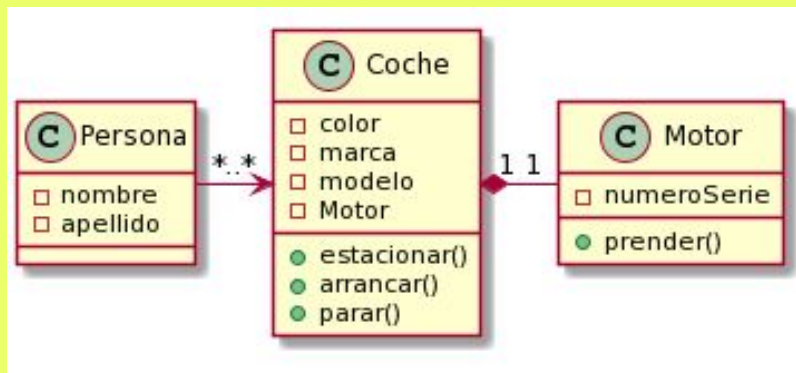 C Persona
nombre
apellido
*..*
C Coche
color
marca
modelo
Motor
estacionar()
arrancar()
parar()
1 1
C Motor
numeroSerie
prender()